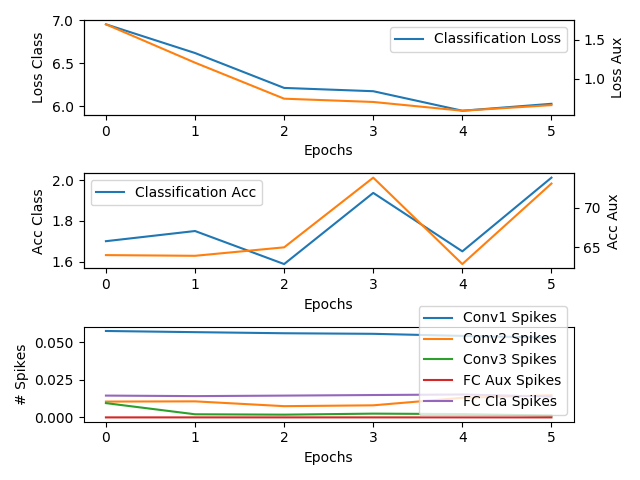 7.0
6.5
6.0
Loss Class
Classification Loss
1.5
1.0
Loss Aux
0 1 2 3 4 5
Epochs
2.0
1.8
1.6
Acc Class
Classification Acc
70
65
Acc Aux
0 1 2 3 4 5
Epochs
0.050
0.025
0.000
# Spikes
Conv1 Spikes
Conv2 Spikes
Conv3 Spikes
FC Aux Spikes
FC Cla Spikes
0 1 2 3 4 5
Epochs